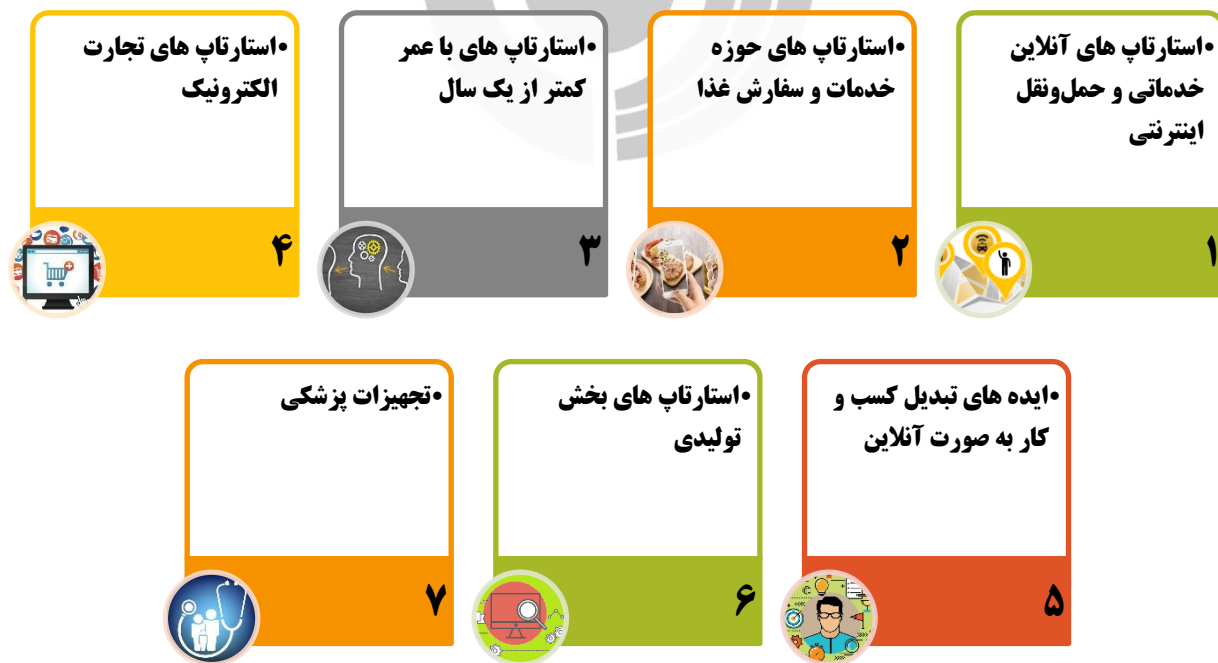 •استارتاپ های آنلاین
خدماتی و حمل‌ونقل
اینترنتی
۱
•استارتاپ های حوزه
خدمات و سفارش غذا
۲
•استارتاپ های با عمر
کمتر از یک سال
۳
•استارتاپ های تجارت
الکترونیک
۴
•ایده های تبدیل کسب و
کار به صورت آنلاین
۵
•استارتاپ های بخش
تولیدی
۶
•تجهیزات پزشکی
۷